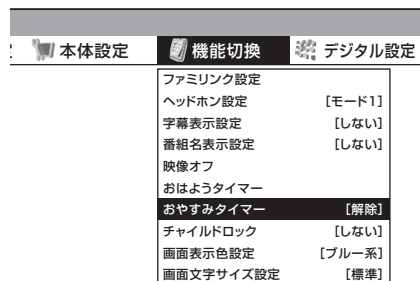 本体設定 機能切換 デジタル設定
ファミリンク設定
ヘッドホン設定 [モード1]
字幕表示設定 [しない]
番組名表示設定 [しない]
映像オフ
おはようタイマー
おやすみタイマー [解除]
チャイルドロック [しない]
画面表示色設定 [ブルー系]
画面文字サイズ設定 [標準]